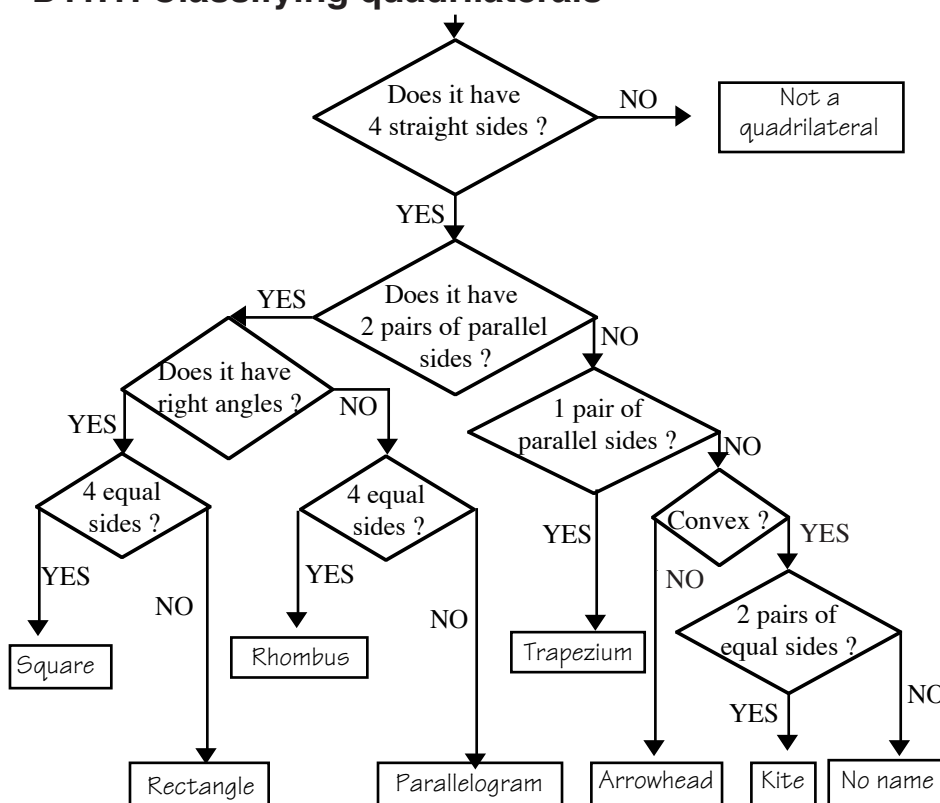 Does it have
4 straight sides ?
NO
Not a
quadrilateral
YES
Does it have
2 pairs of parallel
sides ?
YES
NO
Does it have
right angles ?
YES
NO
1 pair of
parallel sides ?
NO
YES
4 equal
sides ?
YES
NO
4 equal
sides ?
YES
NO
Convex ?
YES
NO
2 pairs of
equal sides ?
YES
NO
Square
Rhombus
Trapezium
Rectangle
Parallelogram
Arrowhead
Kite
No name